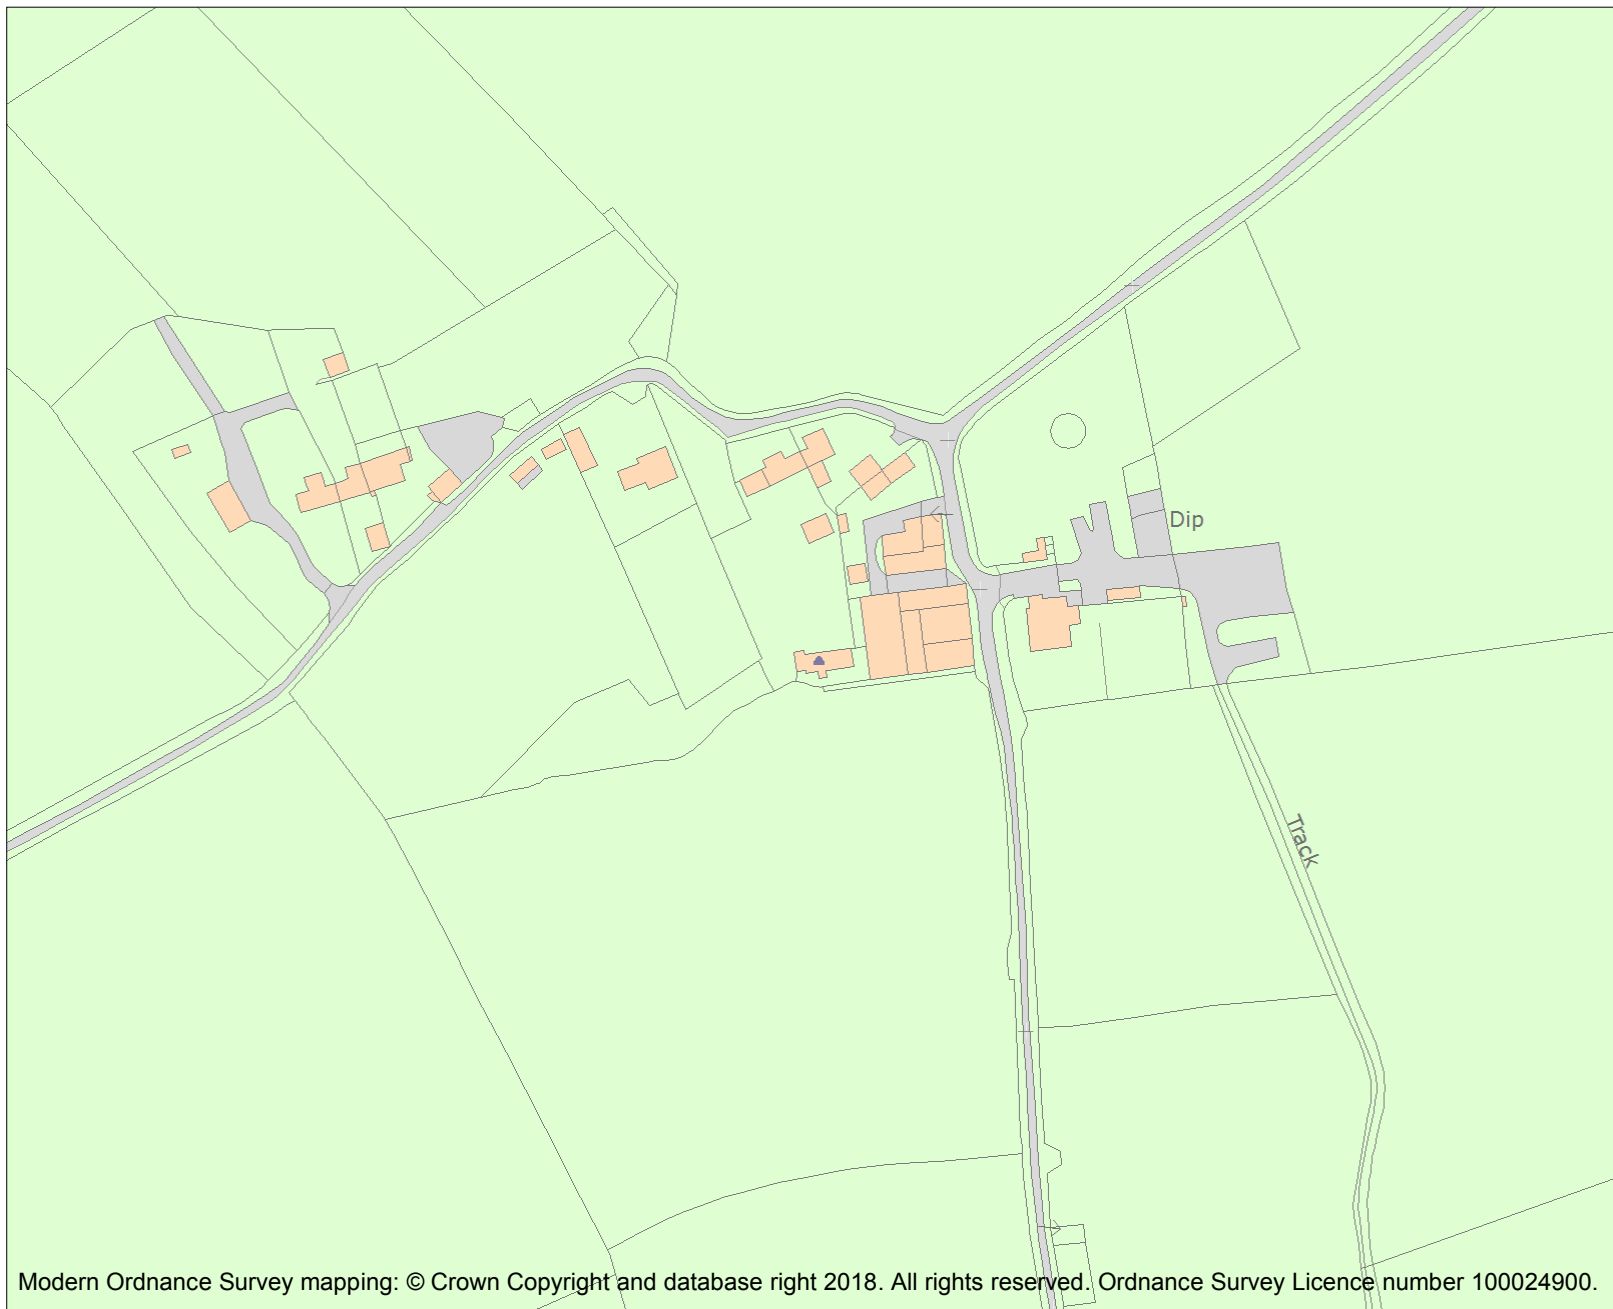 Dip
Track
Modern Ordnance Survey mapping: © Crown Copyright and database right 2018. All rights reserved. Ordnance Survey Licence number 100024900.